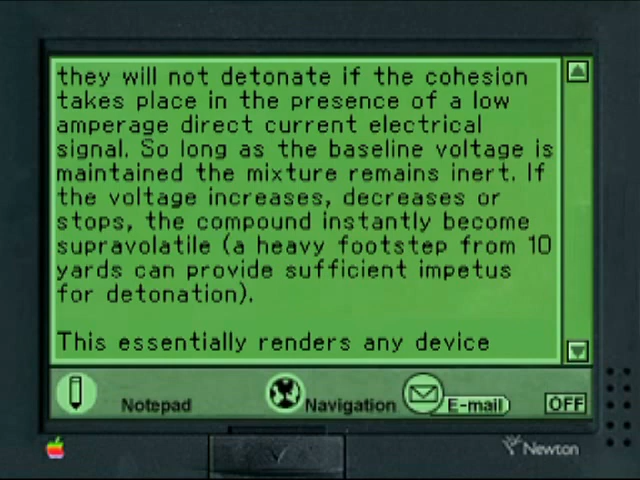 they will not detonate if the cohesion
takes place in the presence of a low
amperage direct current electrical
signal. So long as the baseline voltage is
maintained the mixture remains inert. If
the voltage increases, decreases or
stops, the compound instantly become
supravolatile (a heavy footstep from 10
yards can provide sufficient impetus
for detonation).
This essentially renders any device
Notepad
Navigation
E-mail
OFF
Newton